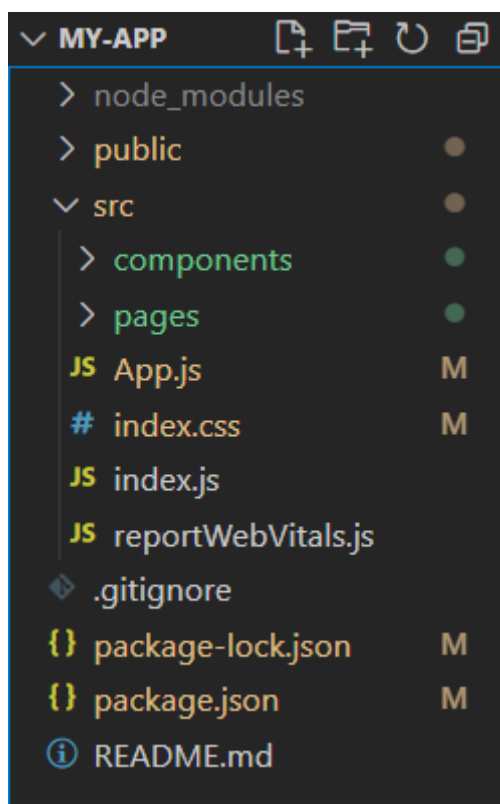 MY-APP
node_modules
public
src
components
pages
JS App.js M
# index.css M
JS index.js
JS reportWebVitals.js
.gitignore
{} package-lock.json M
{} package.json M
README.md